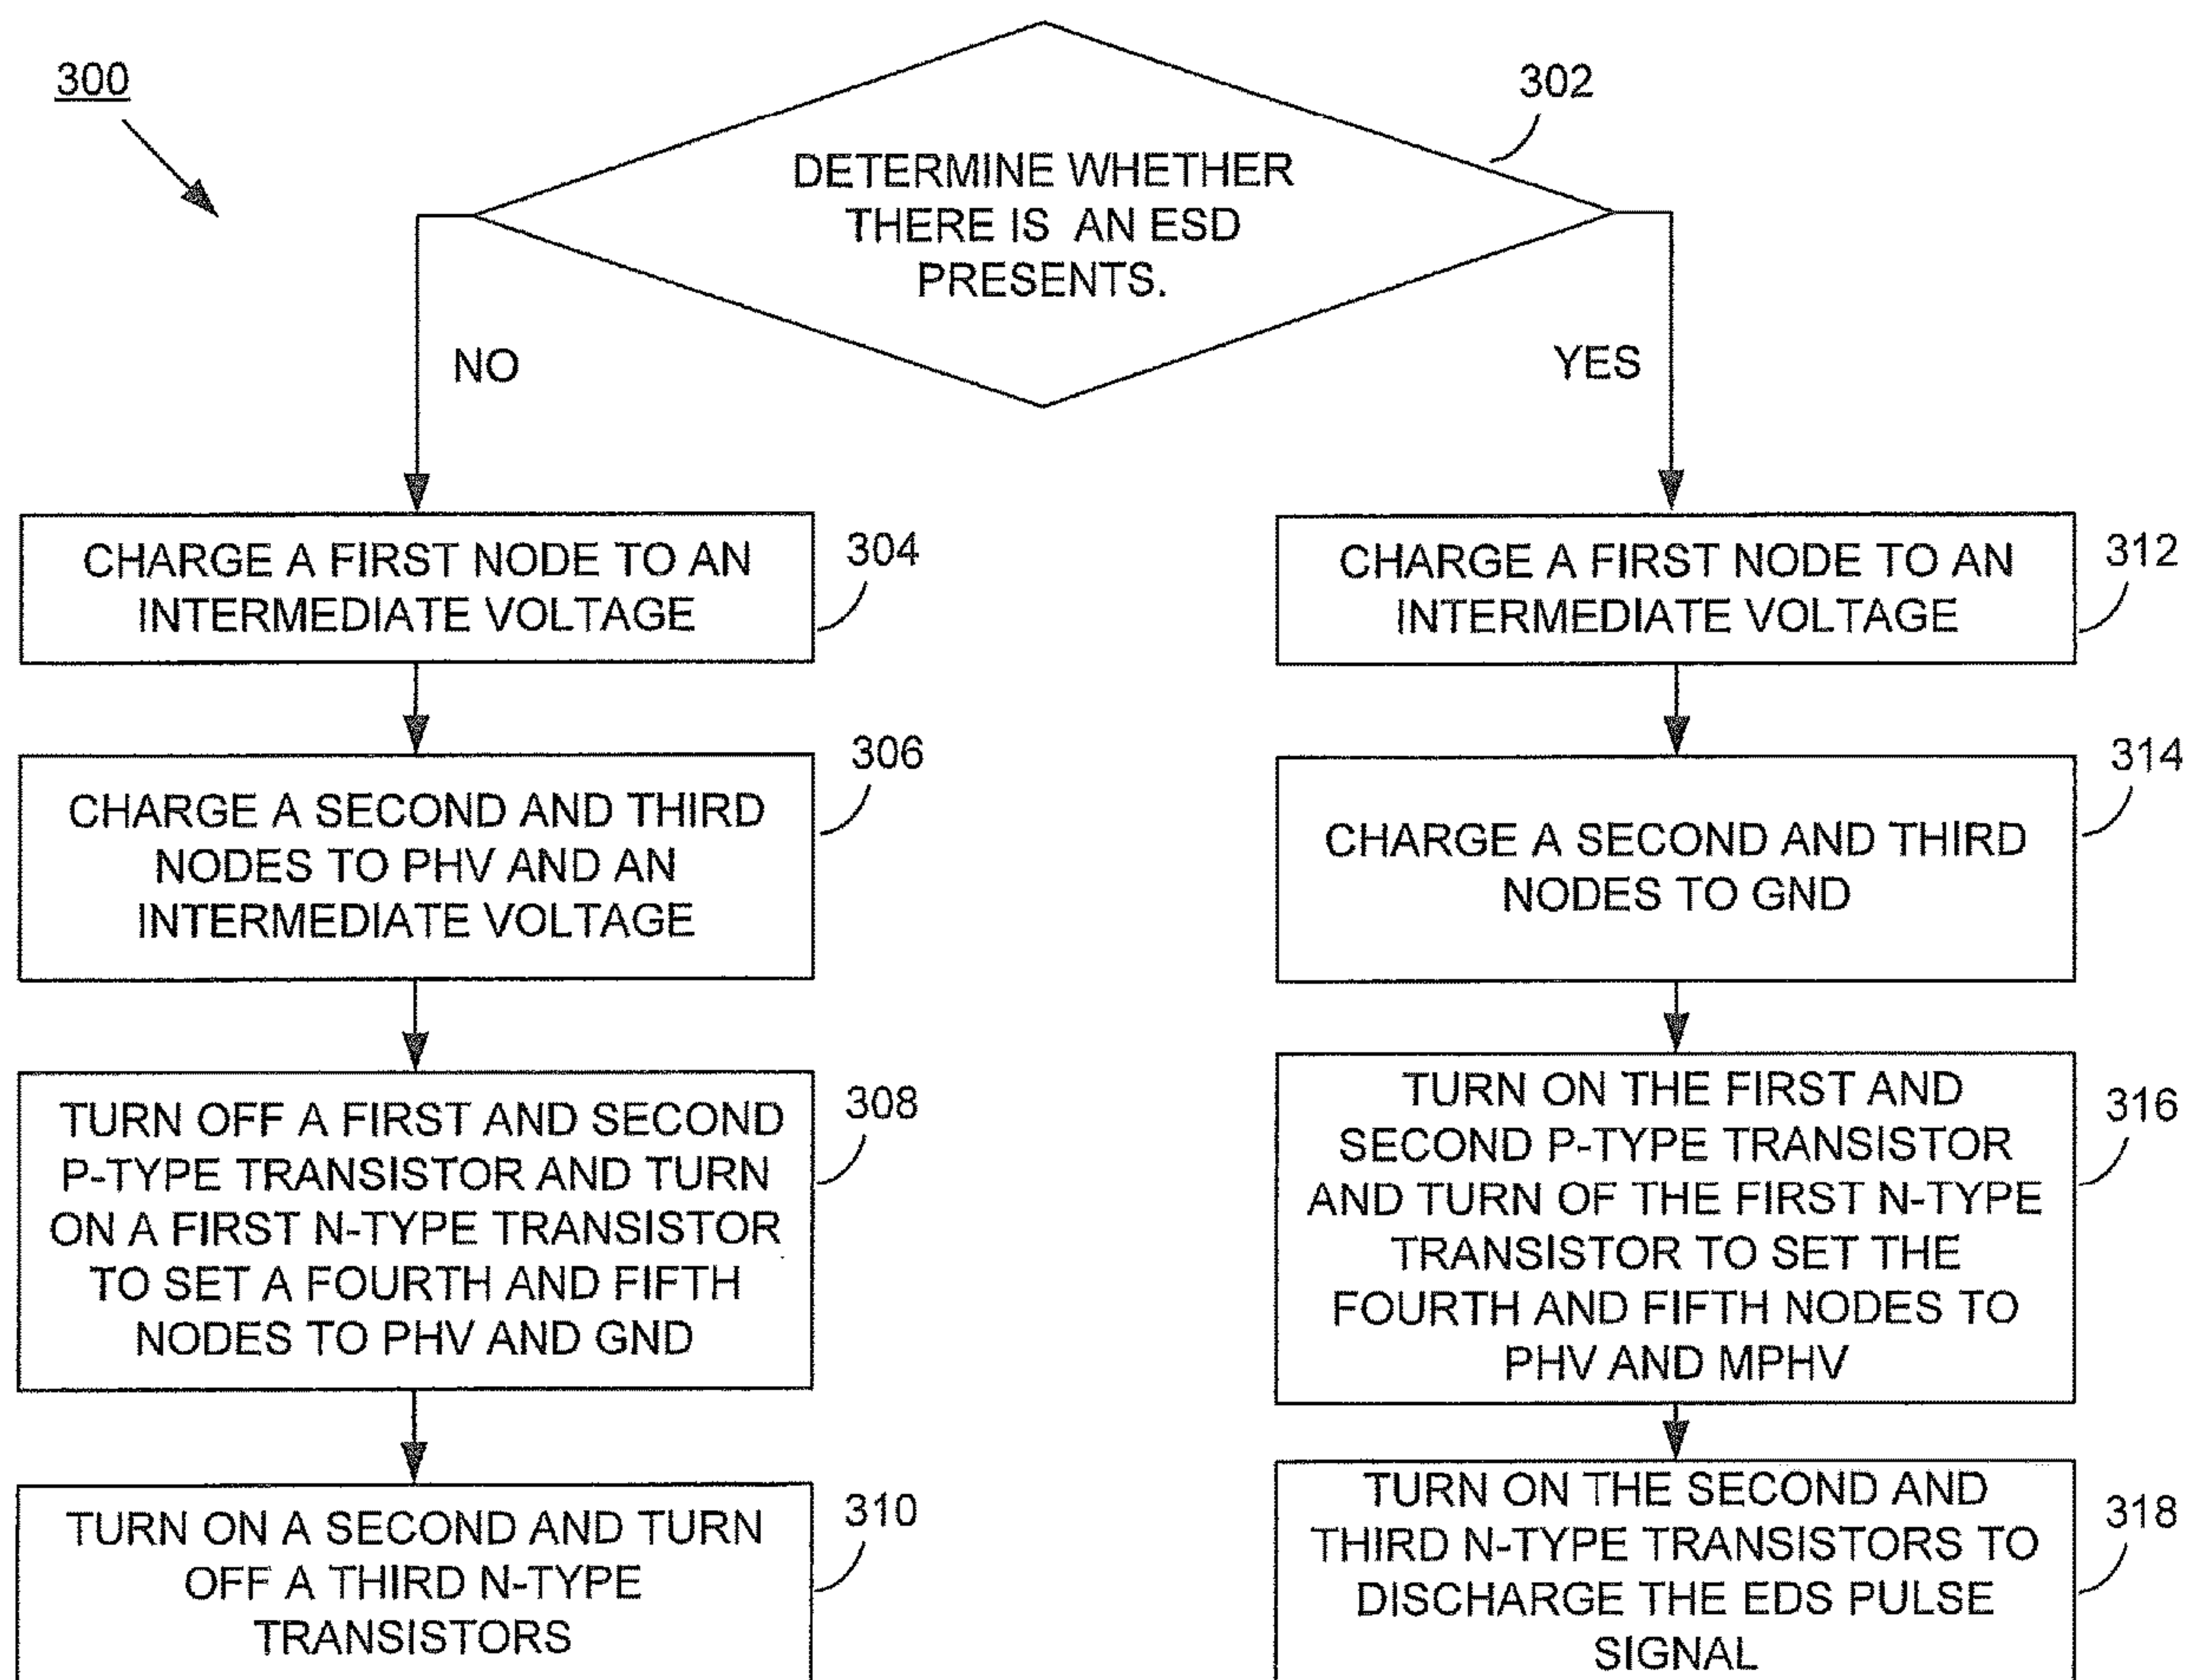 300
302
DETERMINE WHETHER
THERE IS AN ESD
PRESENTS.
NO
YES
CHARGE A FIRST NODE TO AN
INTERMEDIATE VOLTAGE
304
CHARGE A SECOND AND THIRD
NODES TO PHV AND AN
INTERMEDIATE VOLTAGE
306
TURN OFF A FIRST AND SECOND
P-TYPE TRANSISTOR AND TURN
ON A FIRST N-TYPE TRANSISTOR
TO SET A FOURTH AND FIFTH
NODES TO PHV AND GND
308
TURN ON A SECOND AND TURN
OFF A THIRD N-TYPE
TRANSISTORS
310
CHARGE A FIRST NODE TO AN
INTERMEDIATE VOLTAGE
312
CHARGE A SECOND AND THIRD
NODES TO GND
314
TURN ON THE FIRST AND
SECOND P-TYPE TRANSISTOR
AND TURN OF THE FIRST N-TYPE
TRANSISTOR TO SET THE
FOURTH AND FIFTH NODES TO
PHV AND MPHV
316
TURN ON THE SECOND AND
THIRD N-TYPE TRANSISTORS TO
DISCHARGE THE EDS PULSE
SIGNAL
318